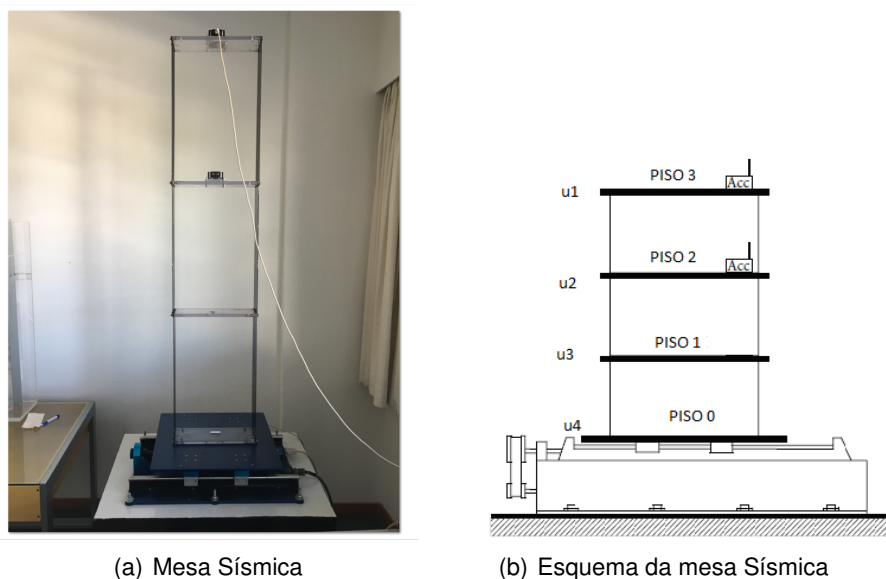 PISO 3
Acc
u1
PISO 2
Acc
u2
PISO 1
u3
PISO 0
u4
(a) Mesa Sísmica
(b) Esquema da mesa Sísmica